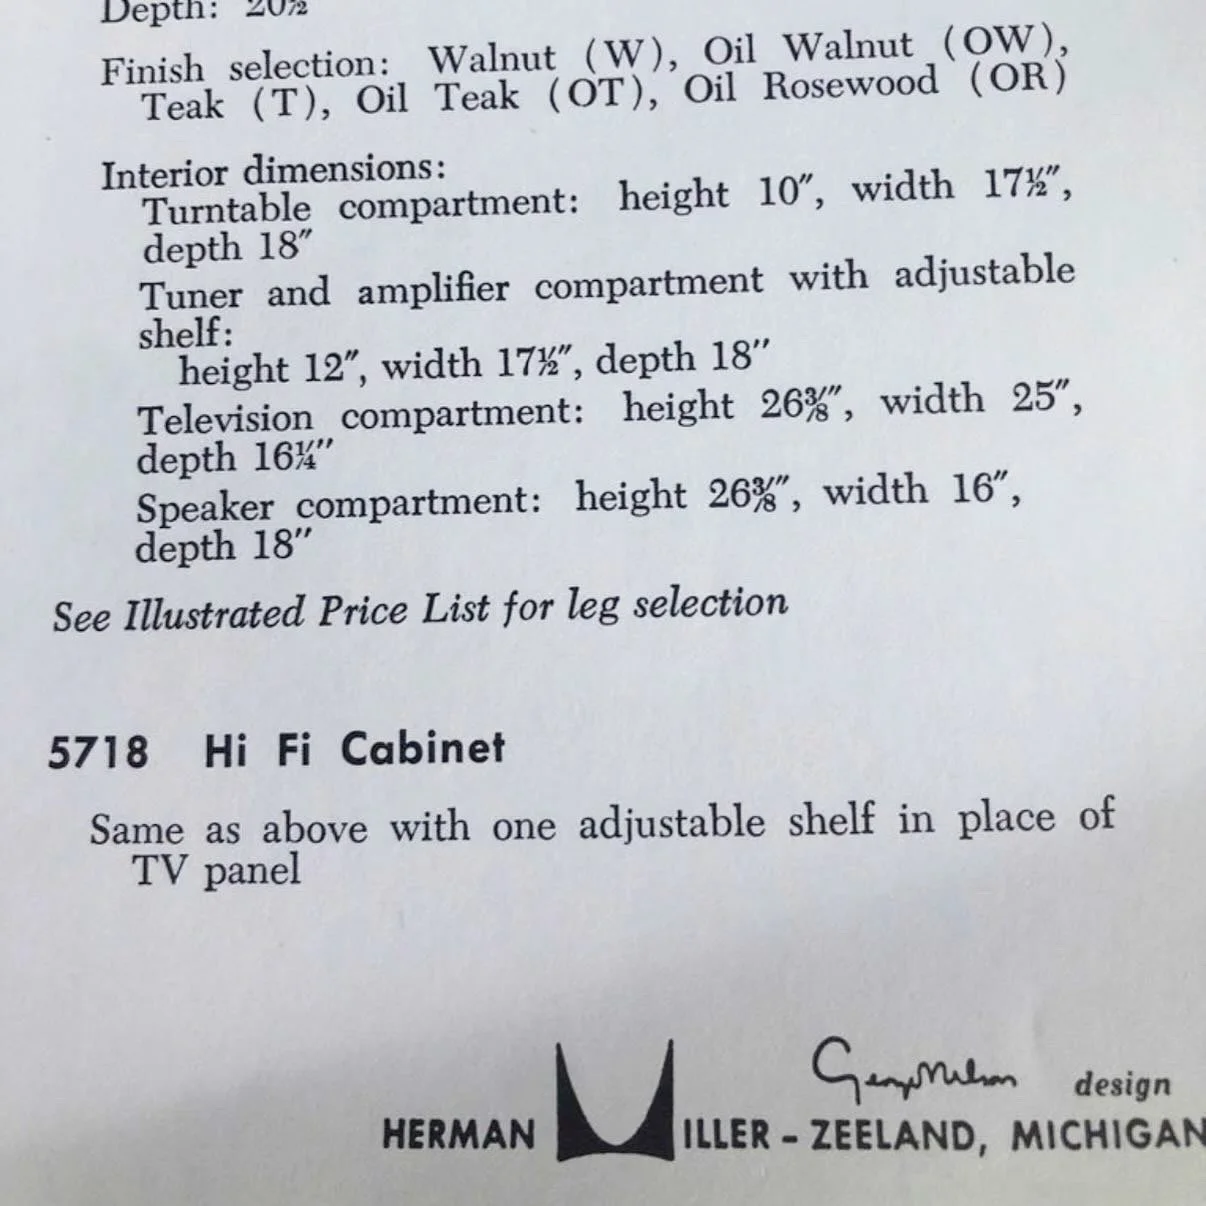 Depth: 20½
Finish selection: Walnut (W), Oil Walnut (OW),
Teak (T), Oil Teak (OT), Oil Rosewood (OR)
Interior dimensions:
Turntable compartment: height 10″, width 17½″,
depth 18″
Tuner and amplifier compartment with adjustable
shelf:
height 12″, width 17½″, depth 18″
Television compartment: height 26⅜″, width 25″,
depth 16¼″
Speaker compartment: height 26⅜″, width 16″,
depth 18″
See Illustrated Price List for leg selection
5718 Hi Fi Cabinet
Same as above with one adjustable shelf in place of
TV panel
George Nelson design
HERMAN MILLER – ZEELAND, MICHIGAN